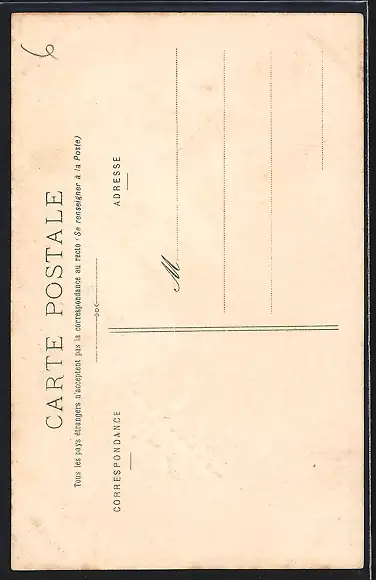 6
CARTE POSTALE
Tous les pays étrangers n'acceptent pas la correspondance au recto (Se renseigner à la Poste)
CORRESPONDANCE
ADRESSE
M